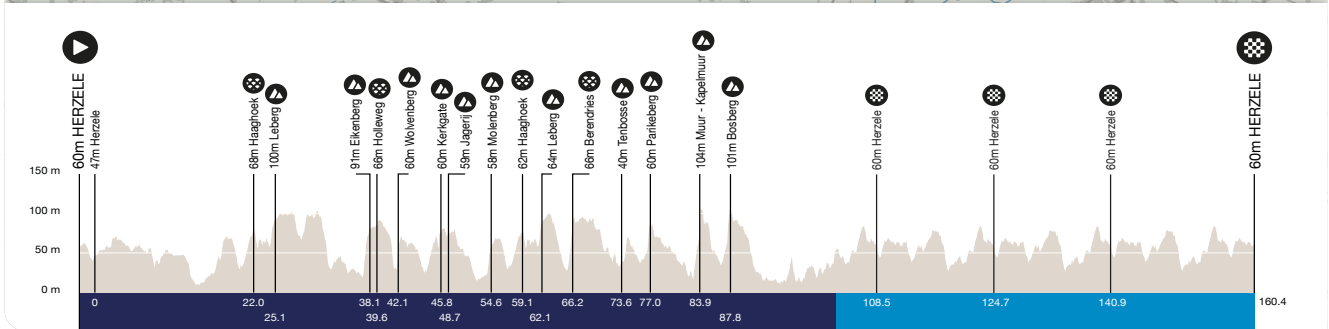 60m HERZELE
47m Herzele
68m Haaghoek
100m Leberg
91m Eikenberg
66m Holleweg
60m Wolvenberg
60m Kerkgate
59m Jagerij
58m Molenberg
62m Haaghoek
64m Leberg
66m Berendries
40m Tenbosse
60m Parikeberg
104m Muur - Kapelmuur
101m Bosberg
60m Herzele
60m Herzele
60m Herzele
60m HERZELE
150 m
100 m
50 m
0 m
0 22.0 38.1 42.1 45.8 54.6 59.1 66.2 73.6 77.0 83.9 108.5 124.7 140.9 160.4
25.1 39.6 48.7 62.1 87.8